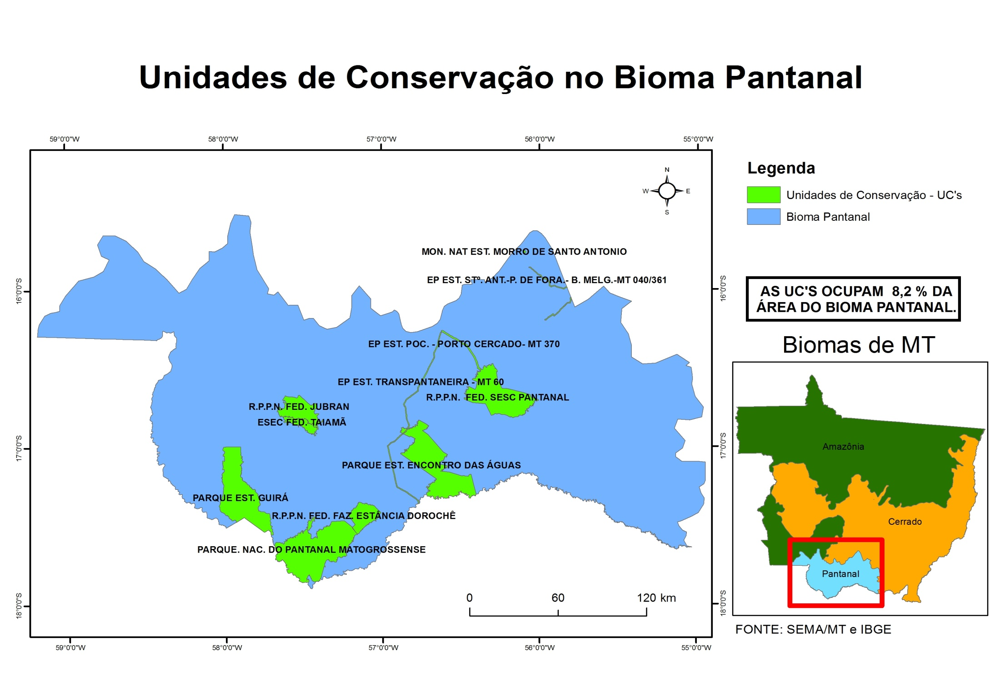 Unidades de Conservação no Bioma Pantanal
59°0'0"W
58°0'0"W
57°0'0"W
56°0'0"W
55°0'0"W
N
W
E
S
Legenda
Unidades de Conservação - UC's
Bioma Pantanal
MON. NAT EST. MORRO DE SANTO ANTONIO
EP EST. STº. ANT.-P. DE FORA.- B. MELG.-MT 040/361
16°0'0"S
16°0'0"S
AS UC'S OCUPAM 8,2 % DA
ÁREA DO BIOMA PANTANAL.
EP EST. POC. - PORTO CERCADO- MT 370
EP EST. TRANSPANTANEIRA - MT 60
R.P.P.N. FED. SESC PANTANAL
R.P.P.N. FED. JUBRAN
ESEC FED. TAIAMÃ
17°0'0"S
17°0'0"S
PARQUE EST. ENCONTRO DAS ÁGUAS
PARQUE EST. GUIRÁ
R.P.P.N. FED. FAZ. ESTÂNCIA DOROCHÊ
PARQUE. NAC. DO PANTANAL MATOGROSSENSE
Biomas de MT
Amazônia
Cerrado
Pantanal
0
60
120 km
18°0'0"S
18°0'0"S
FONTE: SEMA/MT e IBGE
59°0'0"W
58°0'0"W
57°0'0"W
56°0'0"W
55°0'0"W